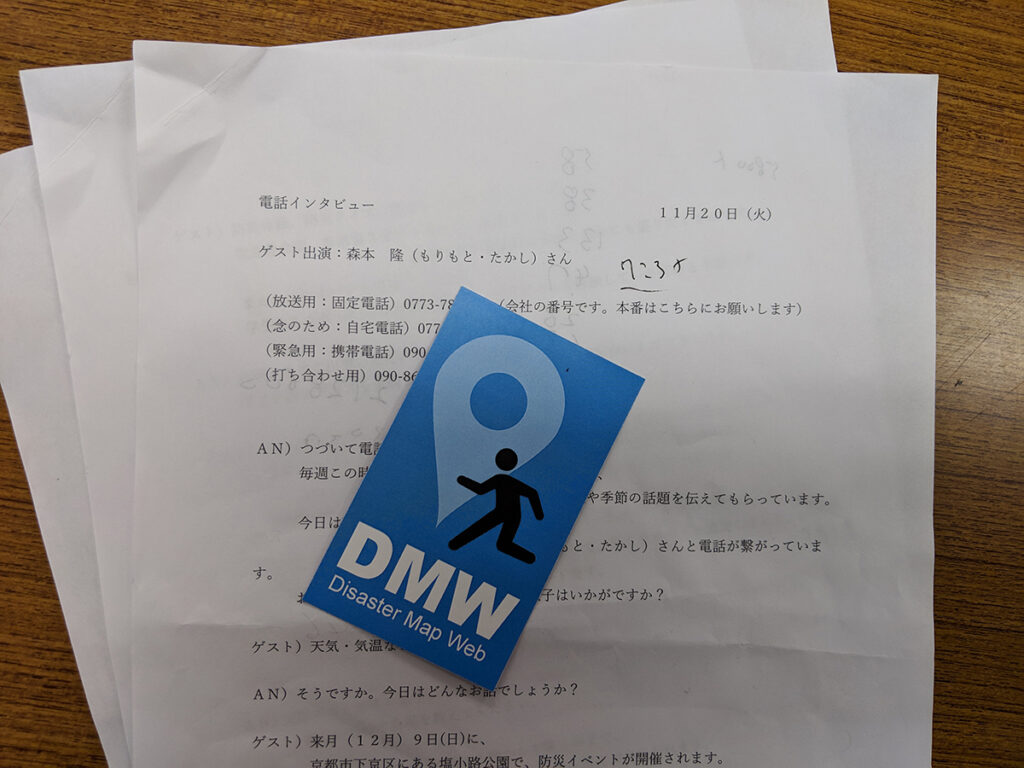 電話インタビュー
11月20日（火）
ゲスト出演：森本　隆（もりもと・たかし）さん
（放送用：固定電話）0773-78
（会社の番号です。本番はこちらにお願いします）
（念のため：自宅電話）077
（緊急用：携帯電話）090
（打ち合わせ用）090-86
AN）つづいて電話
毎週この時
や季節の話題を伝えてもらっています。
今日は
もと・たかし）さんと電話が繋がっていま
す。
子はいかがですか？
ゲスト）天気・気温な
AN）そうですか。今日はどんなお話でしょうか？
ゲスト）来月（12月）9日(日)に、
京都市下京区にある塩小路公園で、防災イベントが開催されます。
DMW
Disaster Map Web